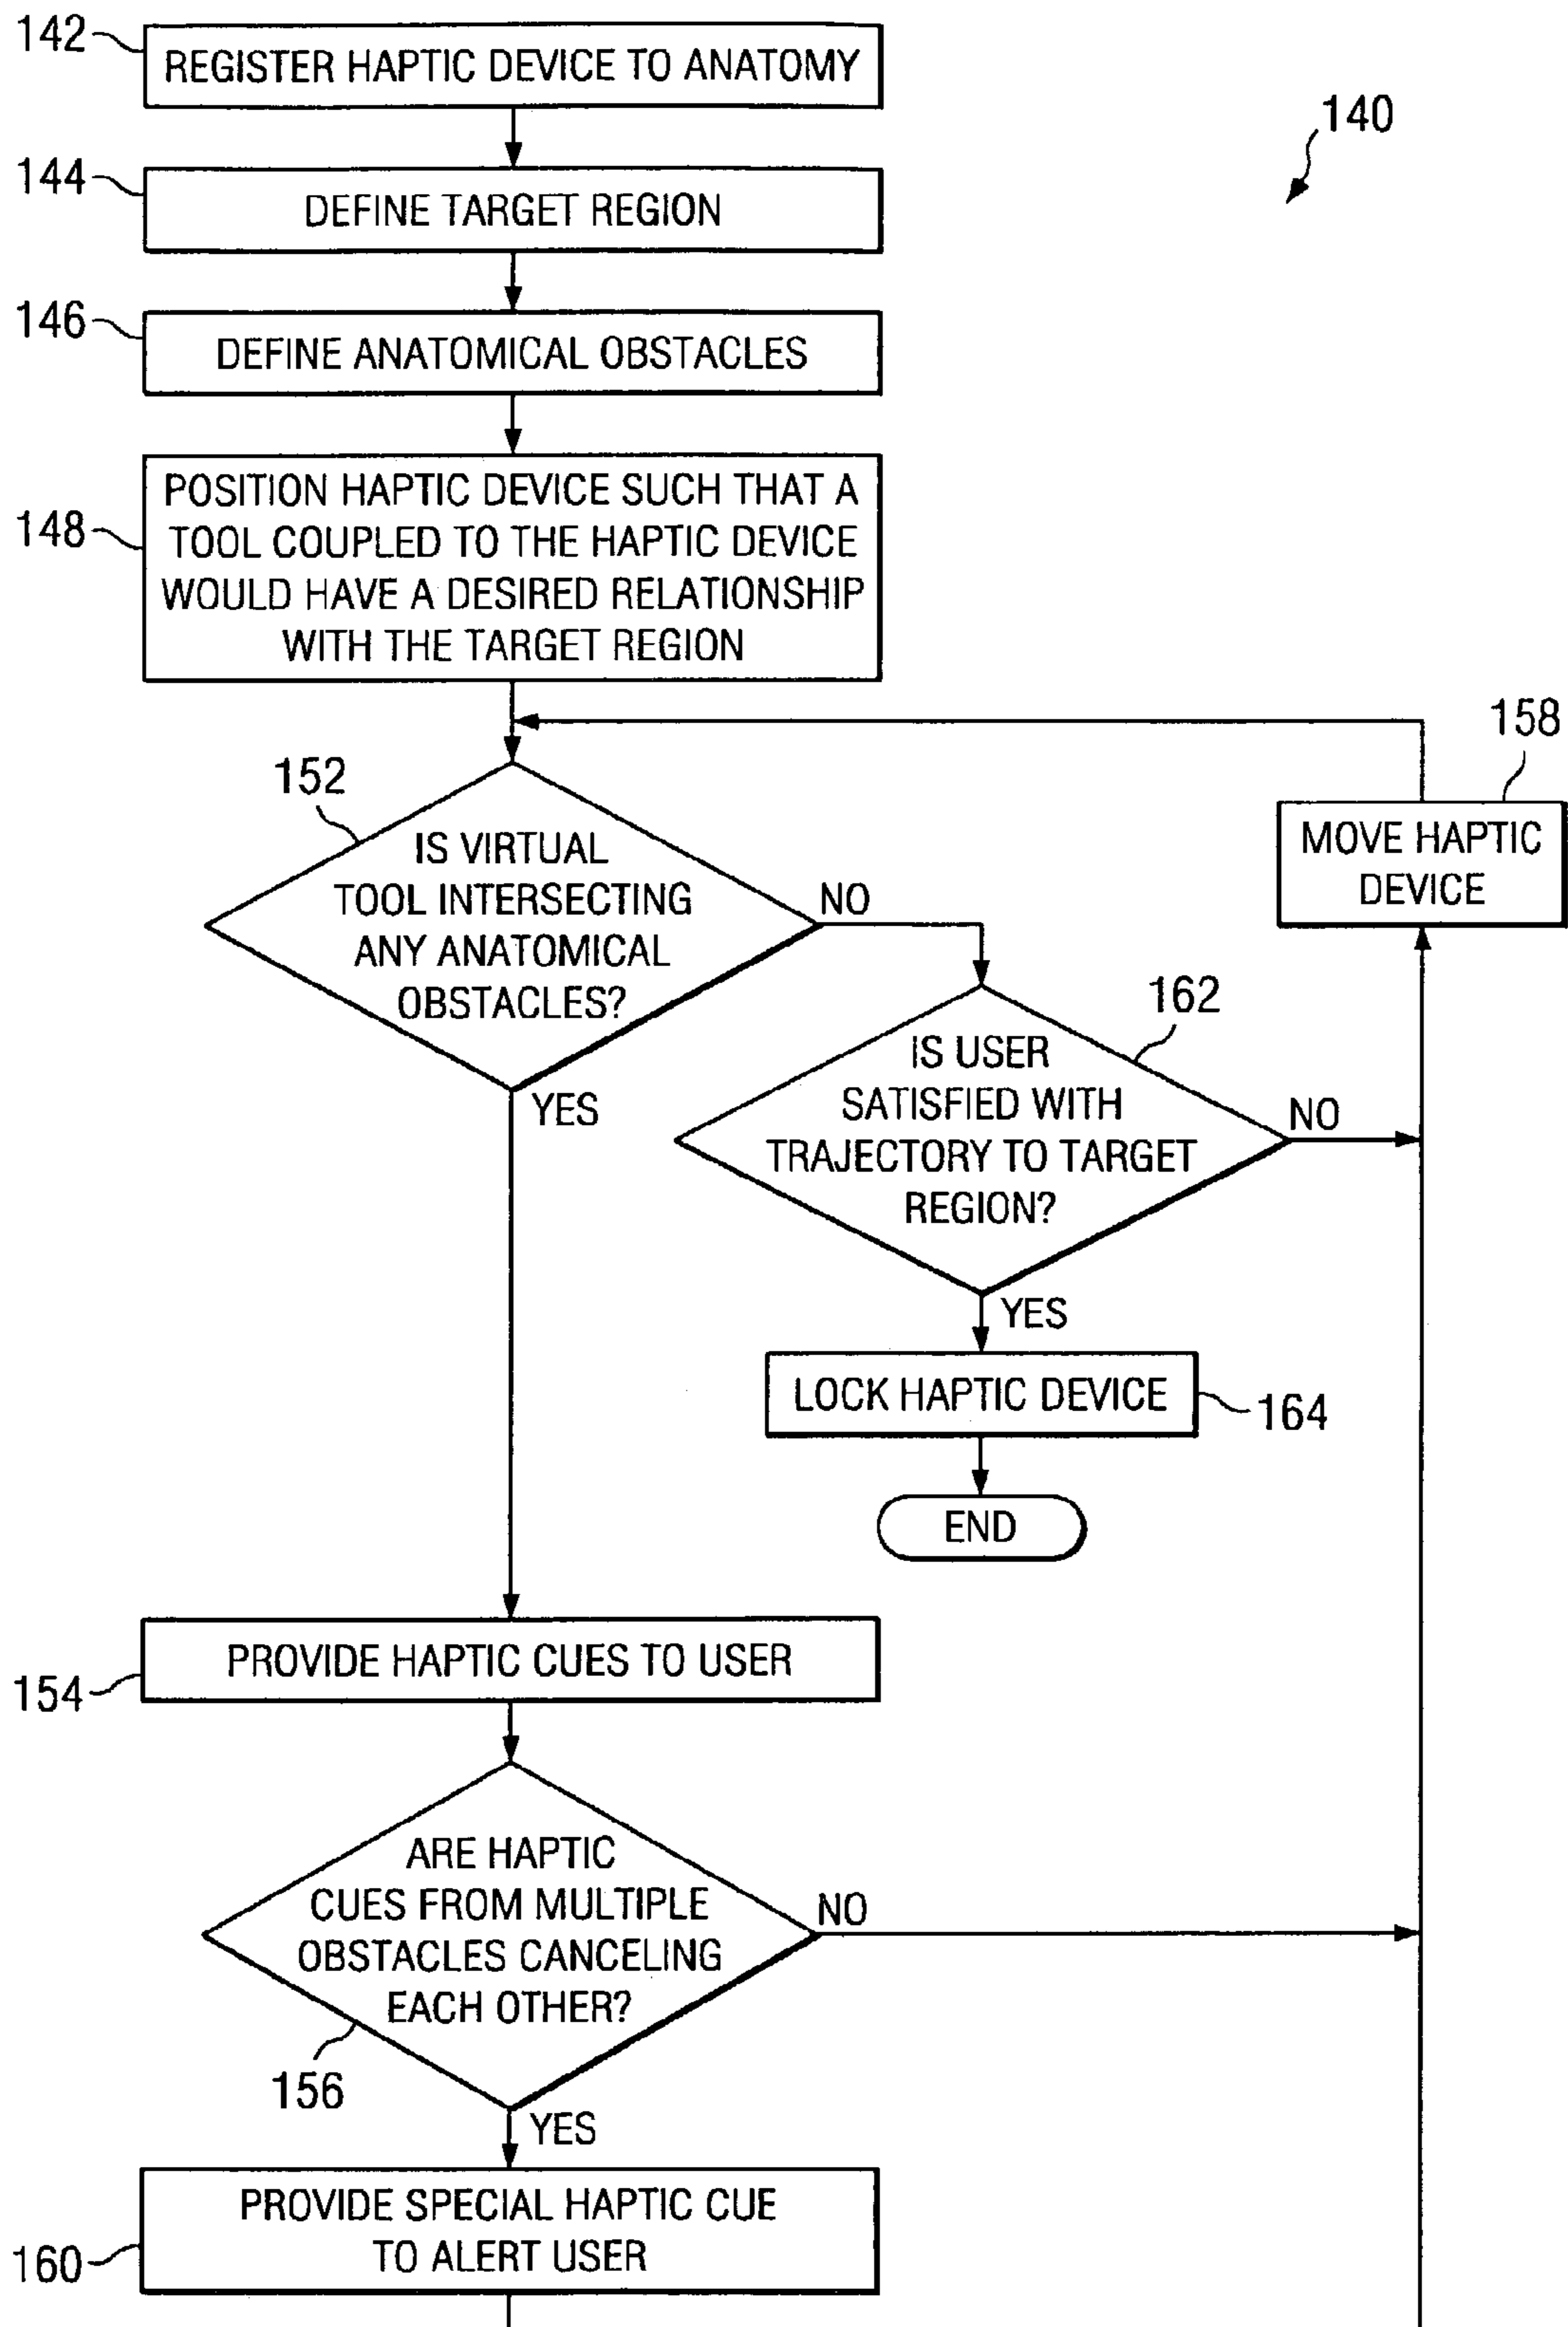 142
REGISTER HAPTIC DEVICE TO ANATOMY
140
144
DEFINE TARGET REGION
146
DEFINE ANATOMICAL OBSTACLES
148
POSITION HAPTIC DEVICE SUCH THAT A
TOOL COUPLED TO THE HAPTIC DEVICE
WOULD HAVE A DESIRED RELATIONSHIP
WITH THE TARGET REGION
158
MOVE HAPTIC
DEVICE
152
IS VIRTUAL
TOOL INTERSECTING
ANY ANATOMICAL
OBSTACLES?
NO
YES
162
IS USER
SATISFIED WITH
TRAJECTORY TO TARGET
REGION?
NO
YES
LOCK HAPTIC DEVICE
164
END
PROVIDE HAPTIC CUES TO USER
154
ARE HAPTIC
CUES FROM MULTIPLE
OBSTACLES CANCELING
EACH OTHER?
NO
156
YES
PROVIDE SPECIAL HAPTIC CUE
TO ALERT USER
160